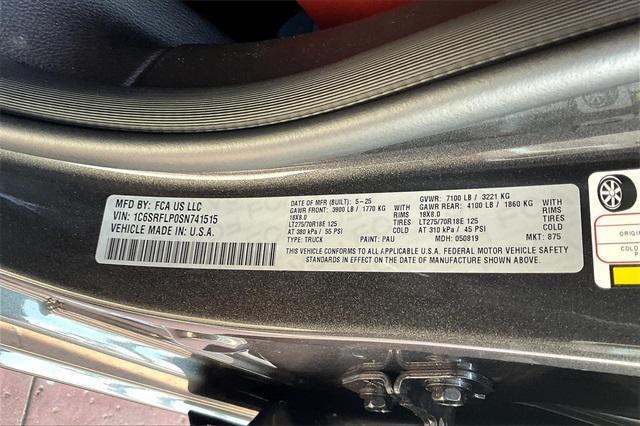 MFD BY: FCA US LLC
VIN: 1C6SRFLP0SN741515
VEHICLE MADE IN: U.S.A.
DATE OF MFR (BUILT): 5-25
GAWR FRONT: 3900 LB / 1770 KG WITH
18X8.0 RIMS
LT275/70R18E 125 TIRES
AT 380 kPa / 55 PSI COLD
TYPE: TRUCK PAINT: PAU
GVWR: 7100 LB / 3221 KG
GAWR REAR: 4100 LB / 1860 KG WITH
18X8.0 RIMS
LT275/70R18E 125 TIRES
AT 310 kPa / 45 PSI COLD
MDH: 050819 MKT: 875
THIS VEHICLE CONFORMS TO ALL APPLICABLE U.S.A. FEDERAL MOTOR VEHICLE SAFETY
STANDARDS IN EFFECT ON THE DATE OF MANUFACTURE SHOWN ABOVE.
ORIGIN